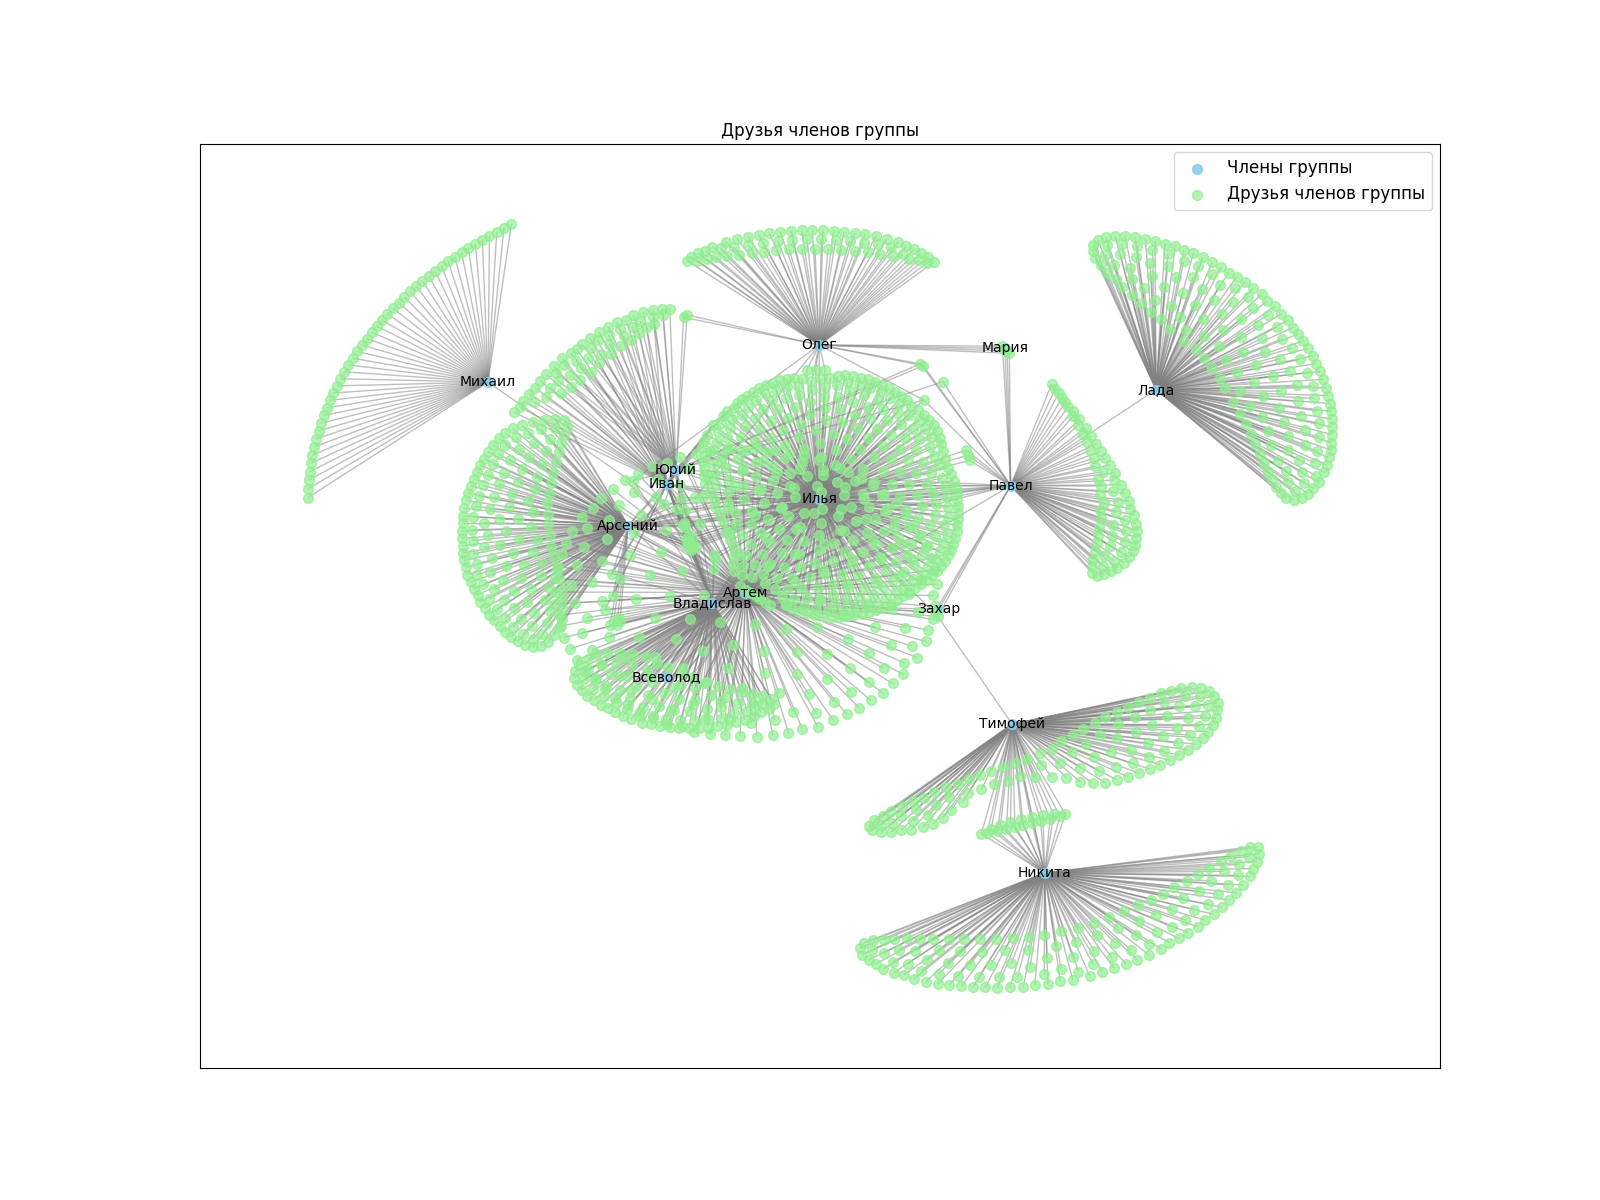 Друзья членов группы
Члены группы
Друзья членов группы
Олег
Мария
Михаил
Лада
Юрий
Иван
Павел
Илья
Арсений
Артем
Владислав
Захар
Всеволод
Тимофей
Никита